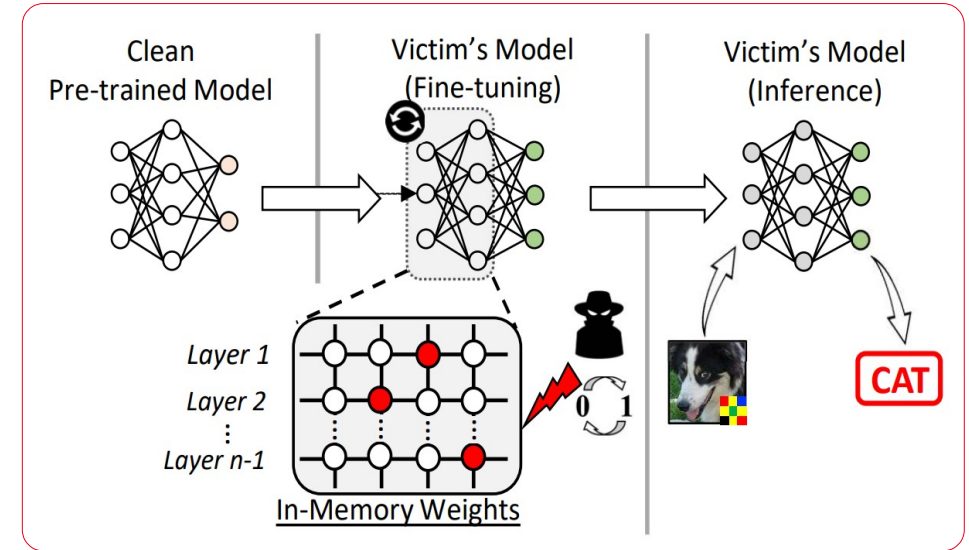 Clean
Pre-trained Model
Victim's Model
(Fine-tuning)
Victim's Model
(Inference)
Layer 1
Layer 2
⋮
Layer n-1
0 1
In-Memory Weights
CAT